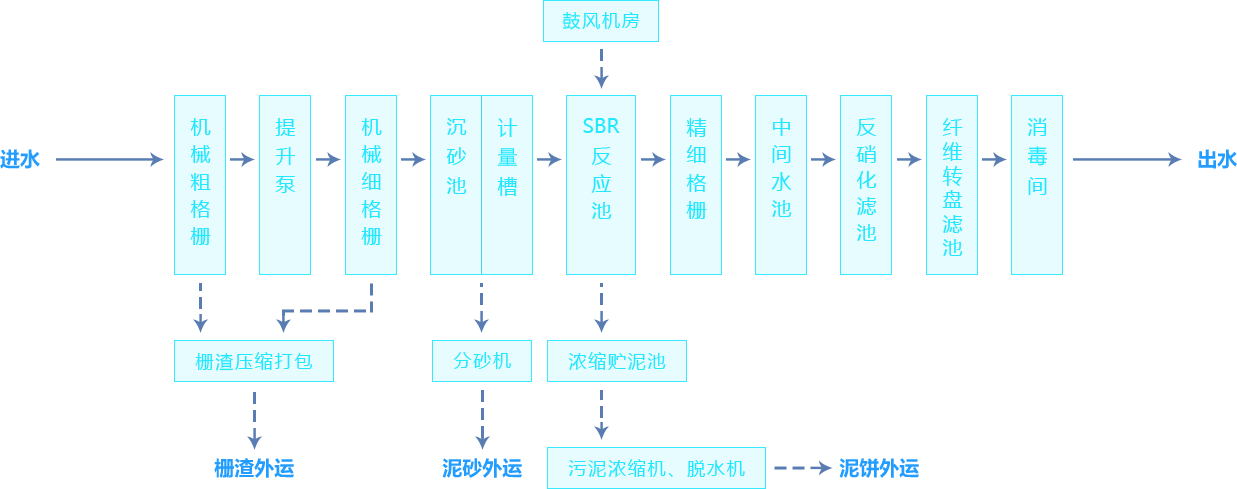 鼓风机房
进水
机械粗格栅
提升泵
机械细格栅
沉砂池
计量槽
SBR反应池
精细格栅
中间水池
反硝化滤池
纤维转盘滤池
消毒间
出水
栅渣压缩打包
分砂机
浓缩贮泥池
栅渣外运
泥砂外运
污泥浓缩机、脱水机
泥饼外运